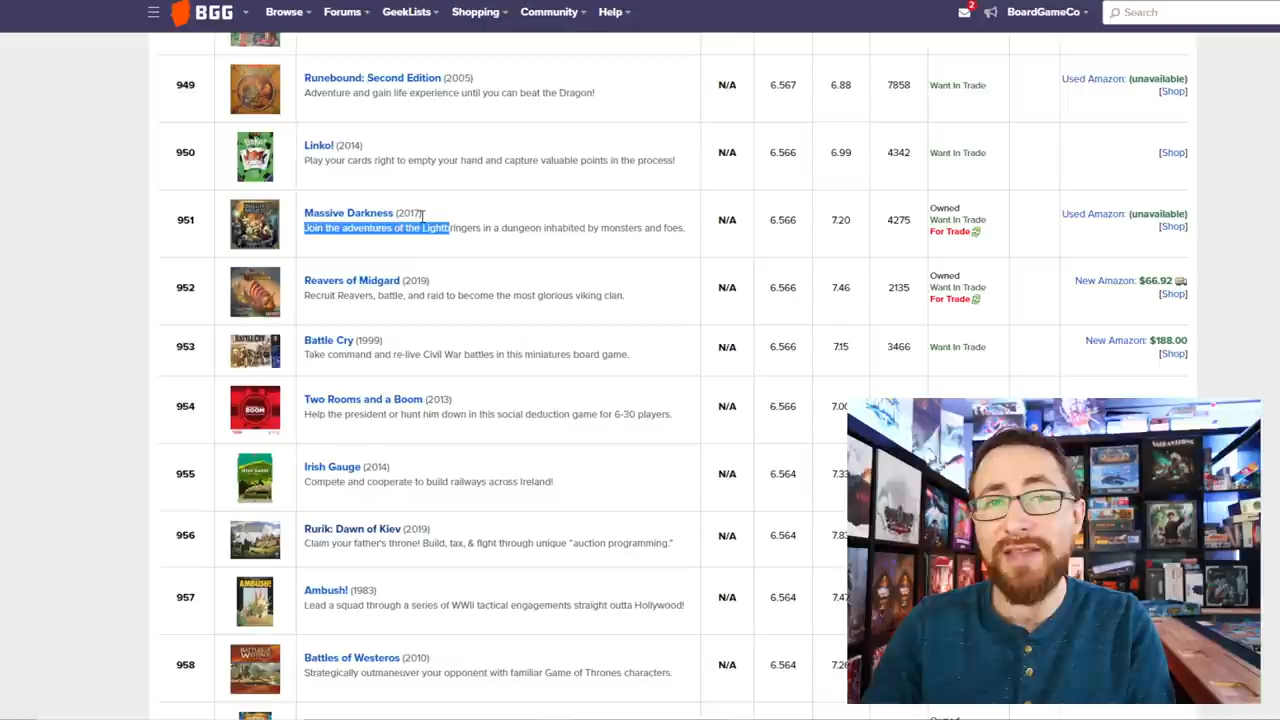 BGG Browse Forums GeekLists Shopping Community Help 2 BoardGameCo Search
949 Runebound: Second Edition (2005) N/A 6.567 6.88 7858 Want In Trade Used Amazon: (unavailable)
Adventure and gain life experience until you can beat the Dragon! [Shop]
950 Linko! (2014) N/A 6.566 6.99 4342 Want In Trade [Shop]
Play your cards right to empty your hand and capture valuable points in the process!
951 Massive Darkness (2017) N/A 6.566 7.20 4275 Owned Used Amazon: (unavailable)
Join the adventures of the Lightbringers in a dungeon inhabited by monsters and foes. Want In Trade [Shop]
For Trade
952 Reavers of Midgard (2019) N/A 6.566 7.46 2135 Owned New Amazon: $66.92
Recruit Reavers, battle, and raid to become the most glorious viking clan. Want In Trade [Shop]
For Trade
953 Battle Cry (1999) N/A 6.566 7.15 3466 Want In Trade New Amazon: $188.00
Take command and re-live Civil War battles in this miniatures board game. [Shop]
954 Two Rooms and a Boom (2013) N/A 6.566
Help the president or hunt him down in this social deduction game for 6-30 players.
955 Irish Gauge (2014) N/A 6.564
Compete and cooperate to build railways across Ireland!
956 Rurik: Dawn of Kiev (2019) N/A 6.564
Claim your father's throne! Build, tax, & fight through unique "auction programming."
957 Ambush! (1983) N/A 6.564
Lead a squad through a series of WWII tactical engagements straight outta Hollywood!
958 Battles of Westeros (2010) N/A 6.564
Strategically outmaneuver your opponent with familiar Game of Thrones characters.